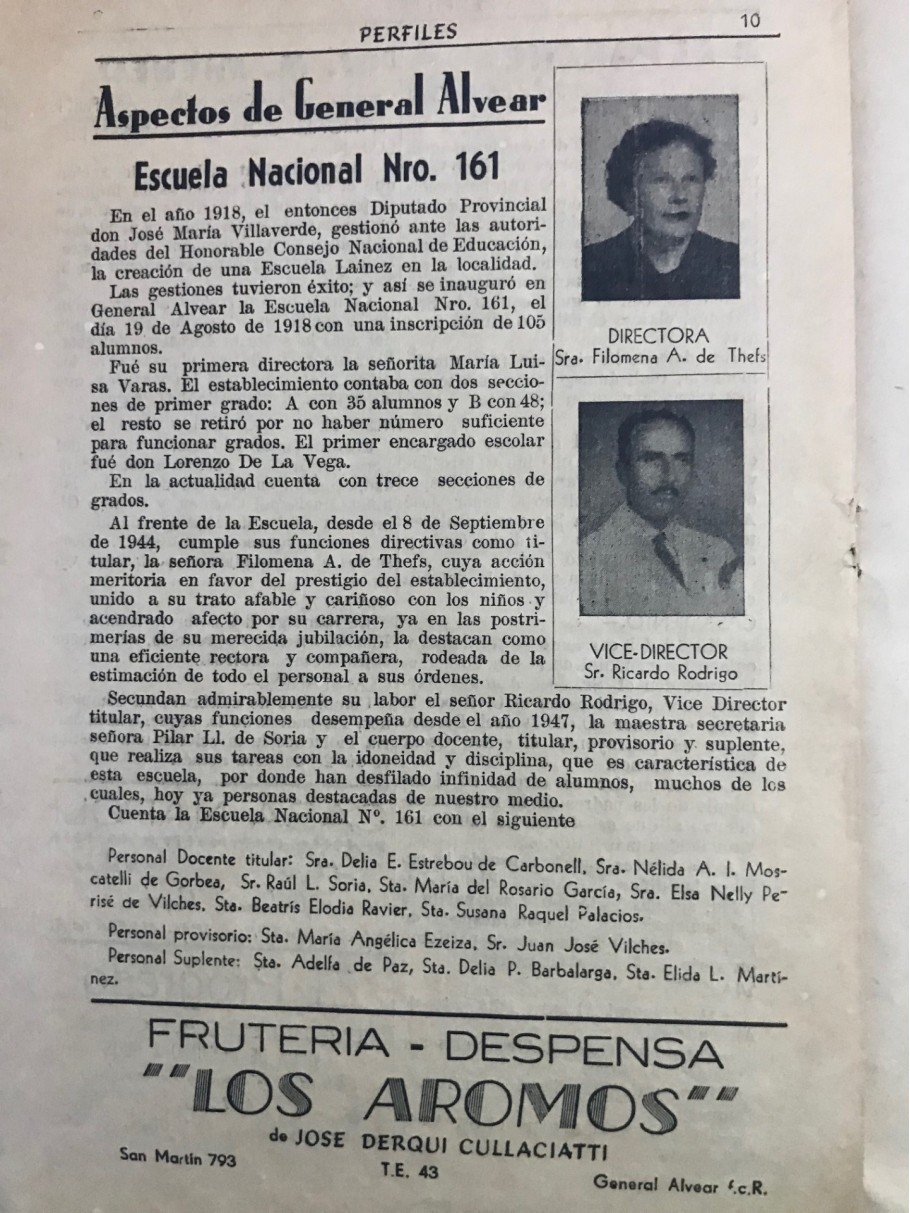 PERFILES
10
Aspectos de General Alvear
Escuela Nacional Nro. 161
En el año 1918, el entonces Diputado Provincial
don José María Villaverde, gestionó ante las autori-
dades del Honorable Consejo Nacional de Educación,
la creación de una Escuela Lainez en la localidad.
Las gestiones tuvieron éxito; y así se inauguró en
General Alvear la Escuela Nacional Nro. 161, el
día 19 de Agosto de 1918 con una inscripción de 105
alumnos.
Fué su primera directora la señorita María Lui-
sa Varas. El establecimiento contaba con dos seccio-
nes de primer grado: A con 35 alumnos y B con 48;
el resto se retiró por no haber número suficiente
para funcionar grados. El primer encargado escolar
fué don Lorenzo De La Vega.
En la actualidad cuenta con trece secciones de
grados.
Al frente de la Escuela, desde el 8 de Septiembre
de 1944, cumple sus funciones directivas como ti-
tular, la señora Filomena A. de Thefs, cuya acción
meritoria en favor del prestigio del establecimiento,
unido a su trato afable y cariñoso con los niños y
acendrado afecto por su carrera, ya en las postri-
merías de su merecida jubilación, la destacan como
una eficiente rectora y compañera, rodeada de la
estimación de todo el personal a sus órdenes.
DIRECTORA
Sra. Filomena A. de Thefs
VICE-DIRECTOR
Sr. Ricardo Rodrigo
Secundan admirablemente su labor el señor Ricardo Rodrigo, Vice Director
titular, cuyas funciones desempeña desde el año 1947, la maestra secretaria
señora Pilar Ll. de Soria y el cuerpo docente, titular, provisorio y suplente,
que realiza sus tareas con la idoneidad y disciplina, que es característica de
esta escuela, por donde han desfilado infinidad de alumnos, muchos de los
cuales, hoy ya personas destacadas de nuestro medio.
Cuenta la Escuela Nacional Nº. 161 con el siguiente
Personal Docente titular: Sra. Delia E. Estrebou de Carbonell, Sra. Nélida A. I. Mos-
catelli de Gorbea, Sr. Raúl L. Soria, Sta. María del Rosario García, Sra. Elsa Nelly Pe-
risé de Vilches, Sta. Beatrís Elodia Ravier, Sta. Susana Raquel Palacios.
Personal provisorio: Sta. María Angélica Ezeiza, Sr. Juan José Vilches.
Personal Suplente: Sta. Adelfa de Paz, Sta. Delia P. Barbalarga, Sta. Elida L. Martí-
nez.
FRUTERIA - DESPENSA
""LOS AROMOS""
de JOSE DERQUI CULLACIATTI
San Martín 793
T.E. 43
General Alvear F.c.R.